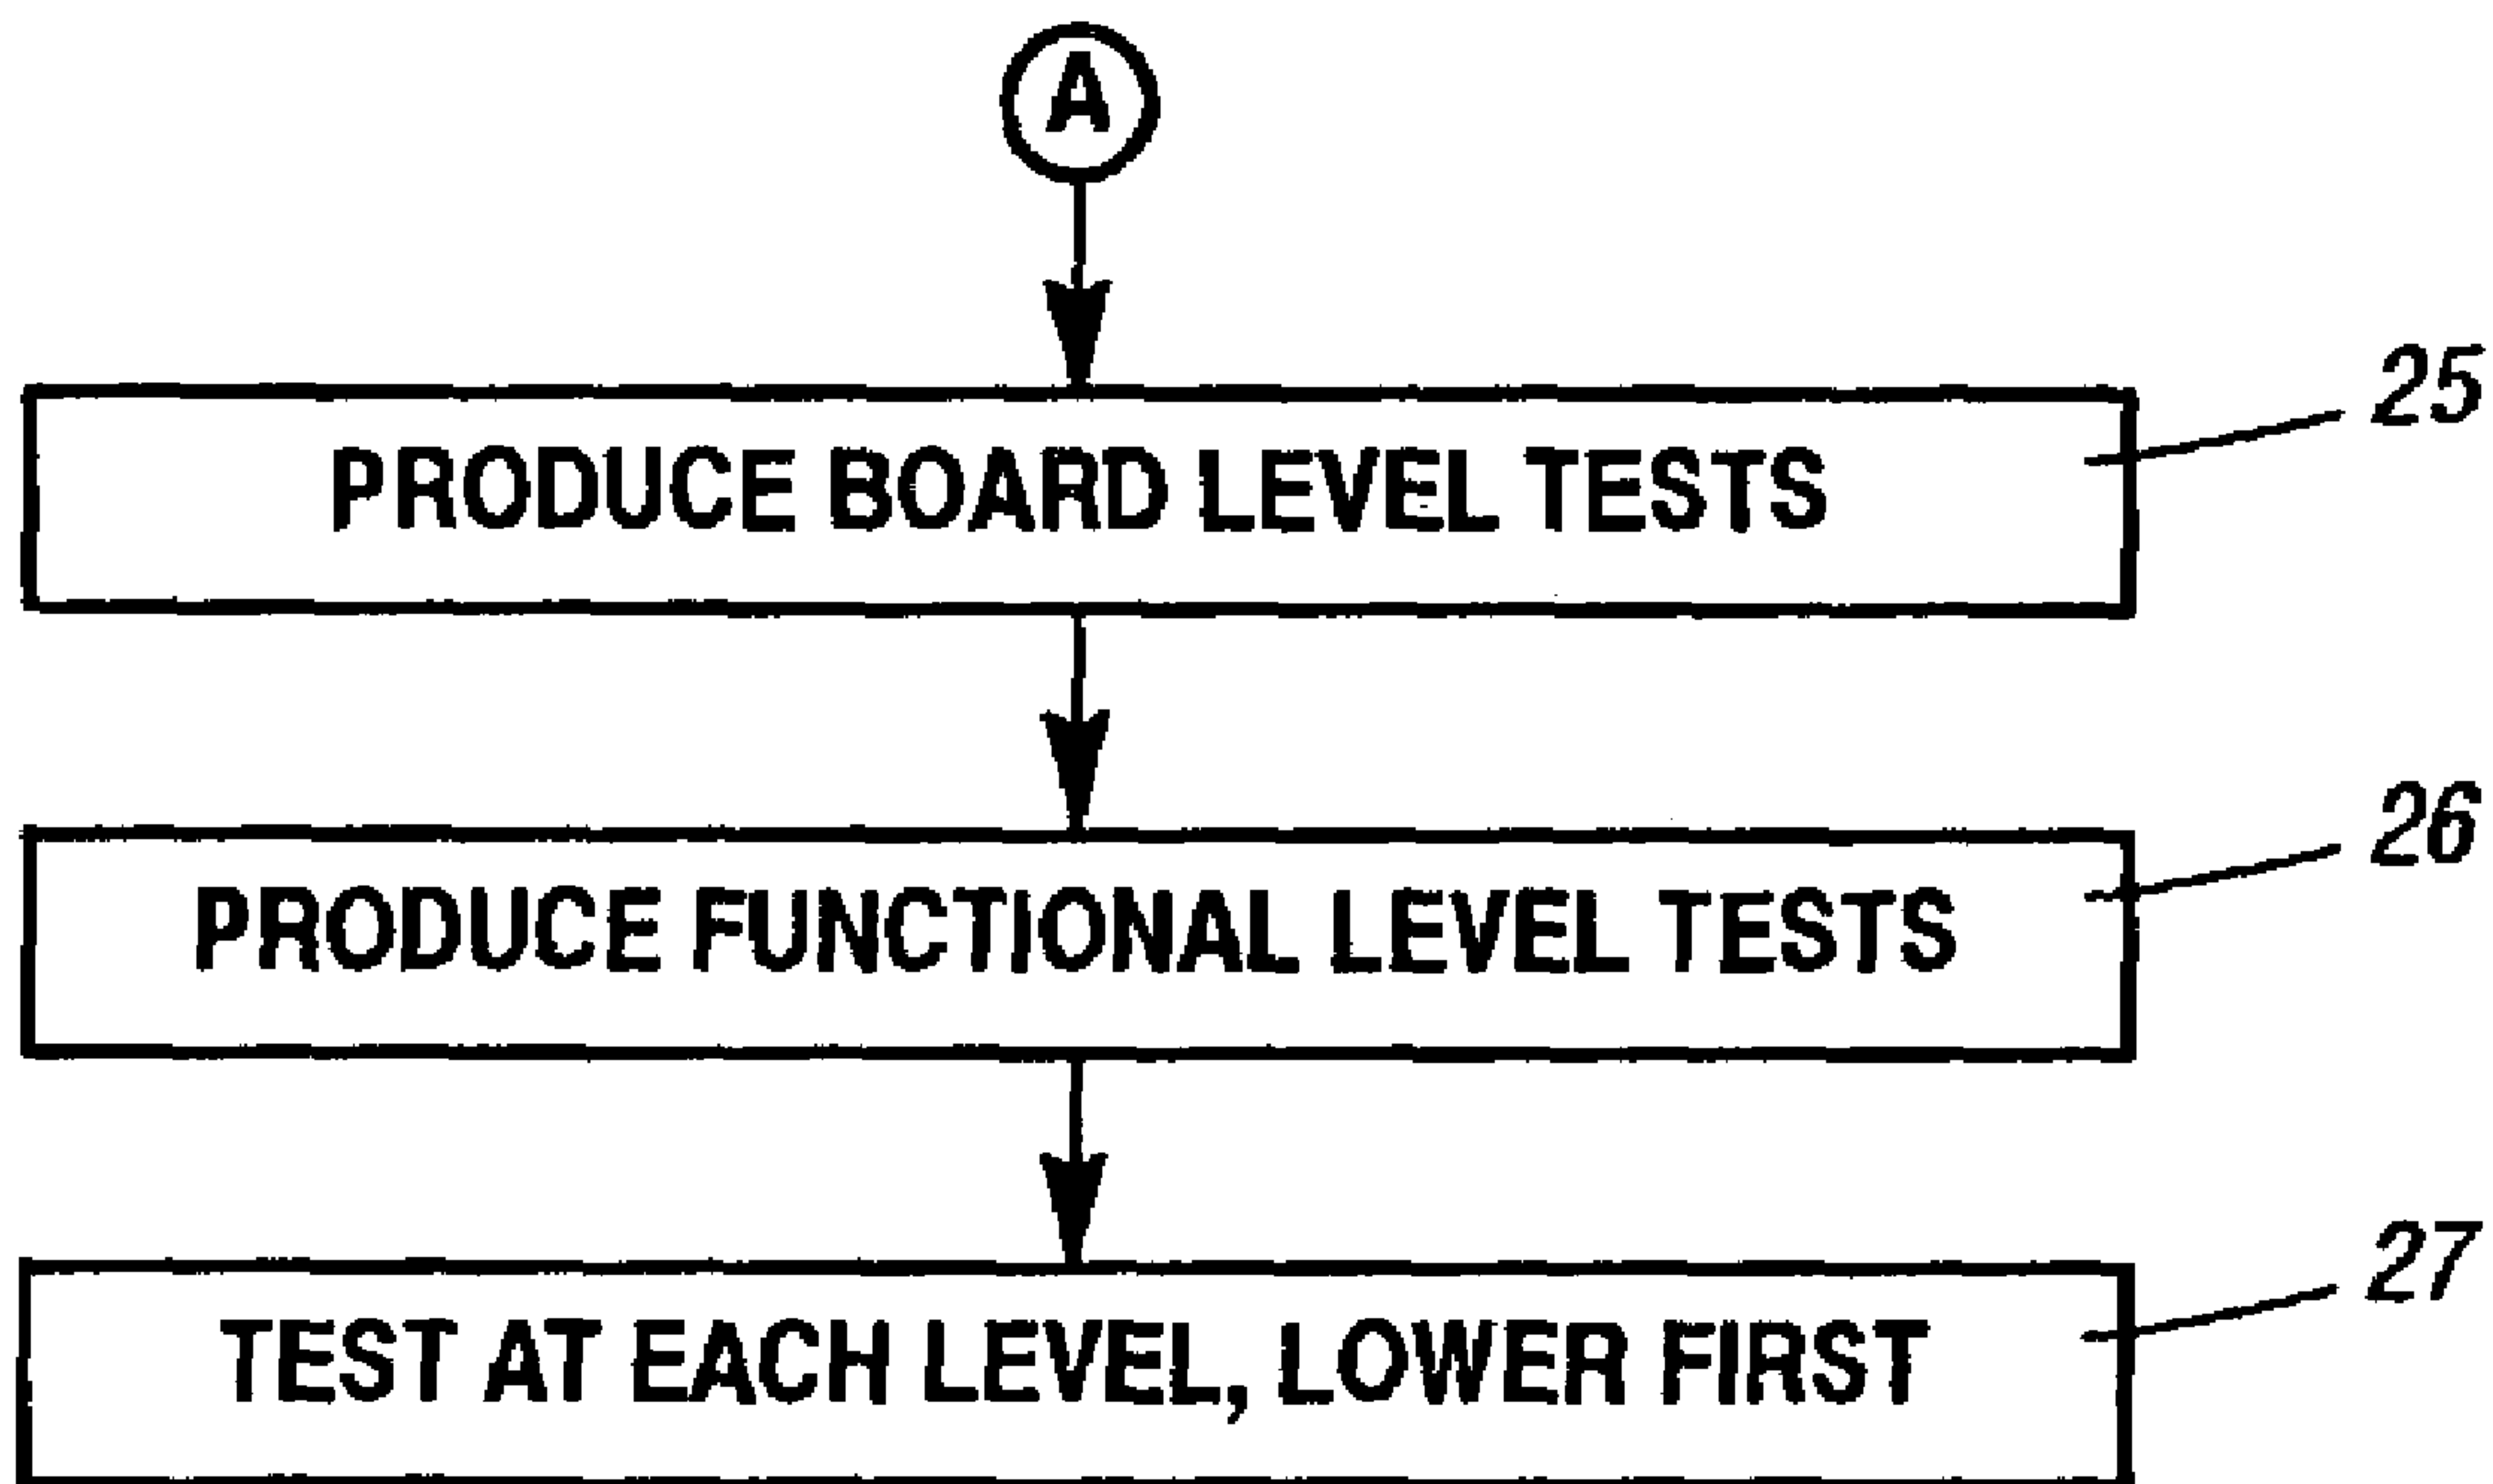 A
25
PRODUCE BOARD LEVEL TESTS
26
PRODUCE FUNCTIONAL LEVEL TESTS
27
TEST AT EACH LEVEL, LOWER FIRST